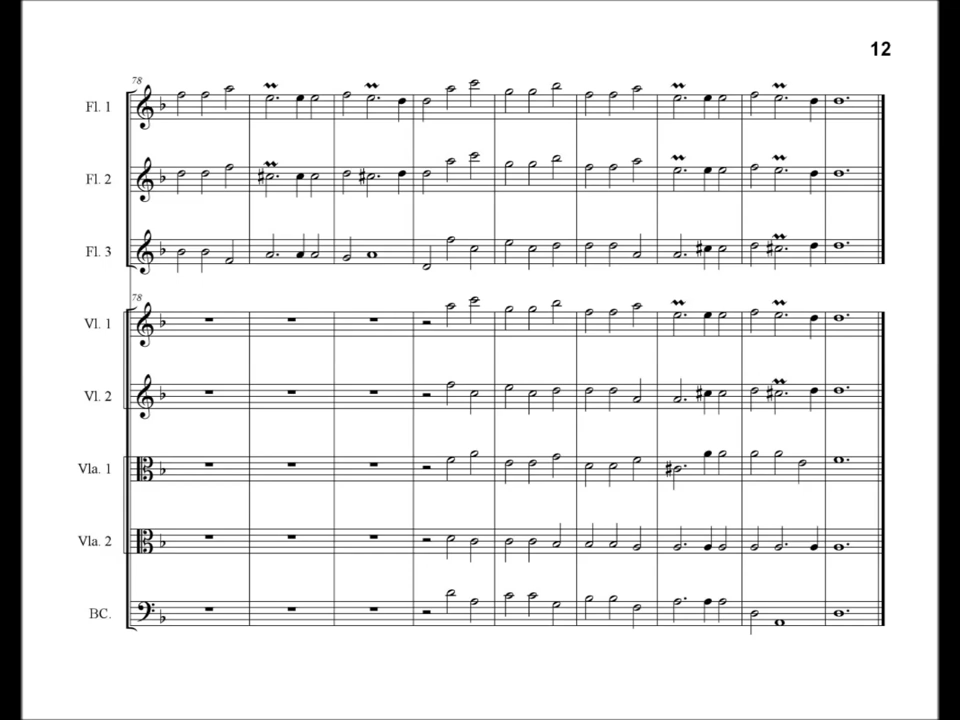 12
78
Fl. 1
Fl. 2
Fl. 3
78
Vl. 1
Vl. 2
Vla. 1
Vla. 2
BC.